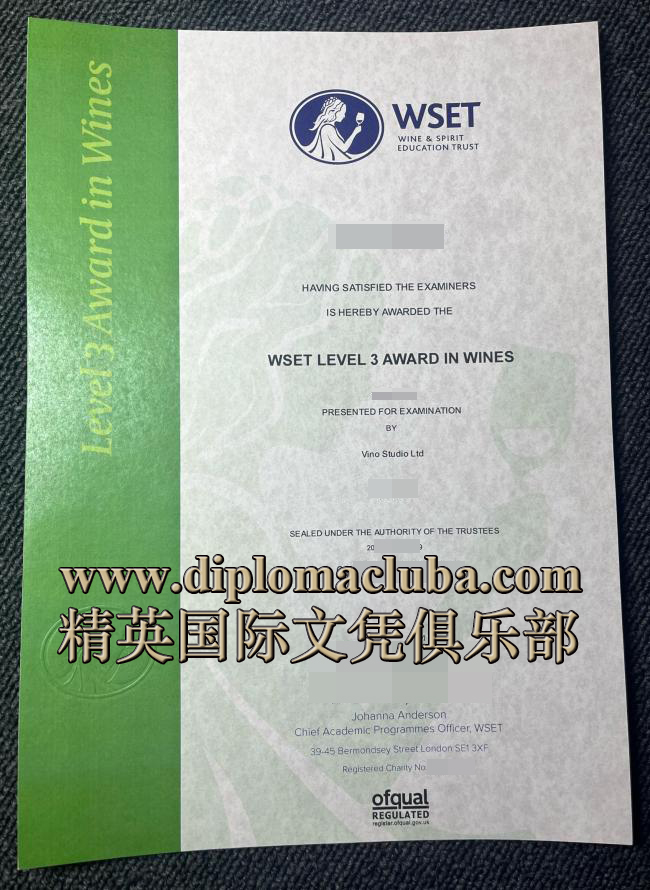 Level 3 Award in Wines
WSET
WINE & SPIRIT
EDUCATION TRUST
HAVING SATISFIED THE EXAMINERS
IS HEREBY AWARDED THE
WSET LEVEL 3 AWARD IN WINES
PRESENTED FOR EXAMINATION
BY
Vino Studio Ltd
SEALED UNDER THE AUTHORITY OF THE TRUSTEES
20 9
www.diplomacluba.com
精英国际文凭俱乐部
Johanna Anderson
Chief Academic Programmes Officer, WSET
39-45 Bermondsey Street London SE1 3XF
Registered Charity No
ofqual
REGULATED
register.ofqual.gov.uk